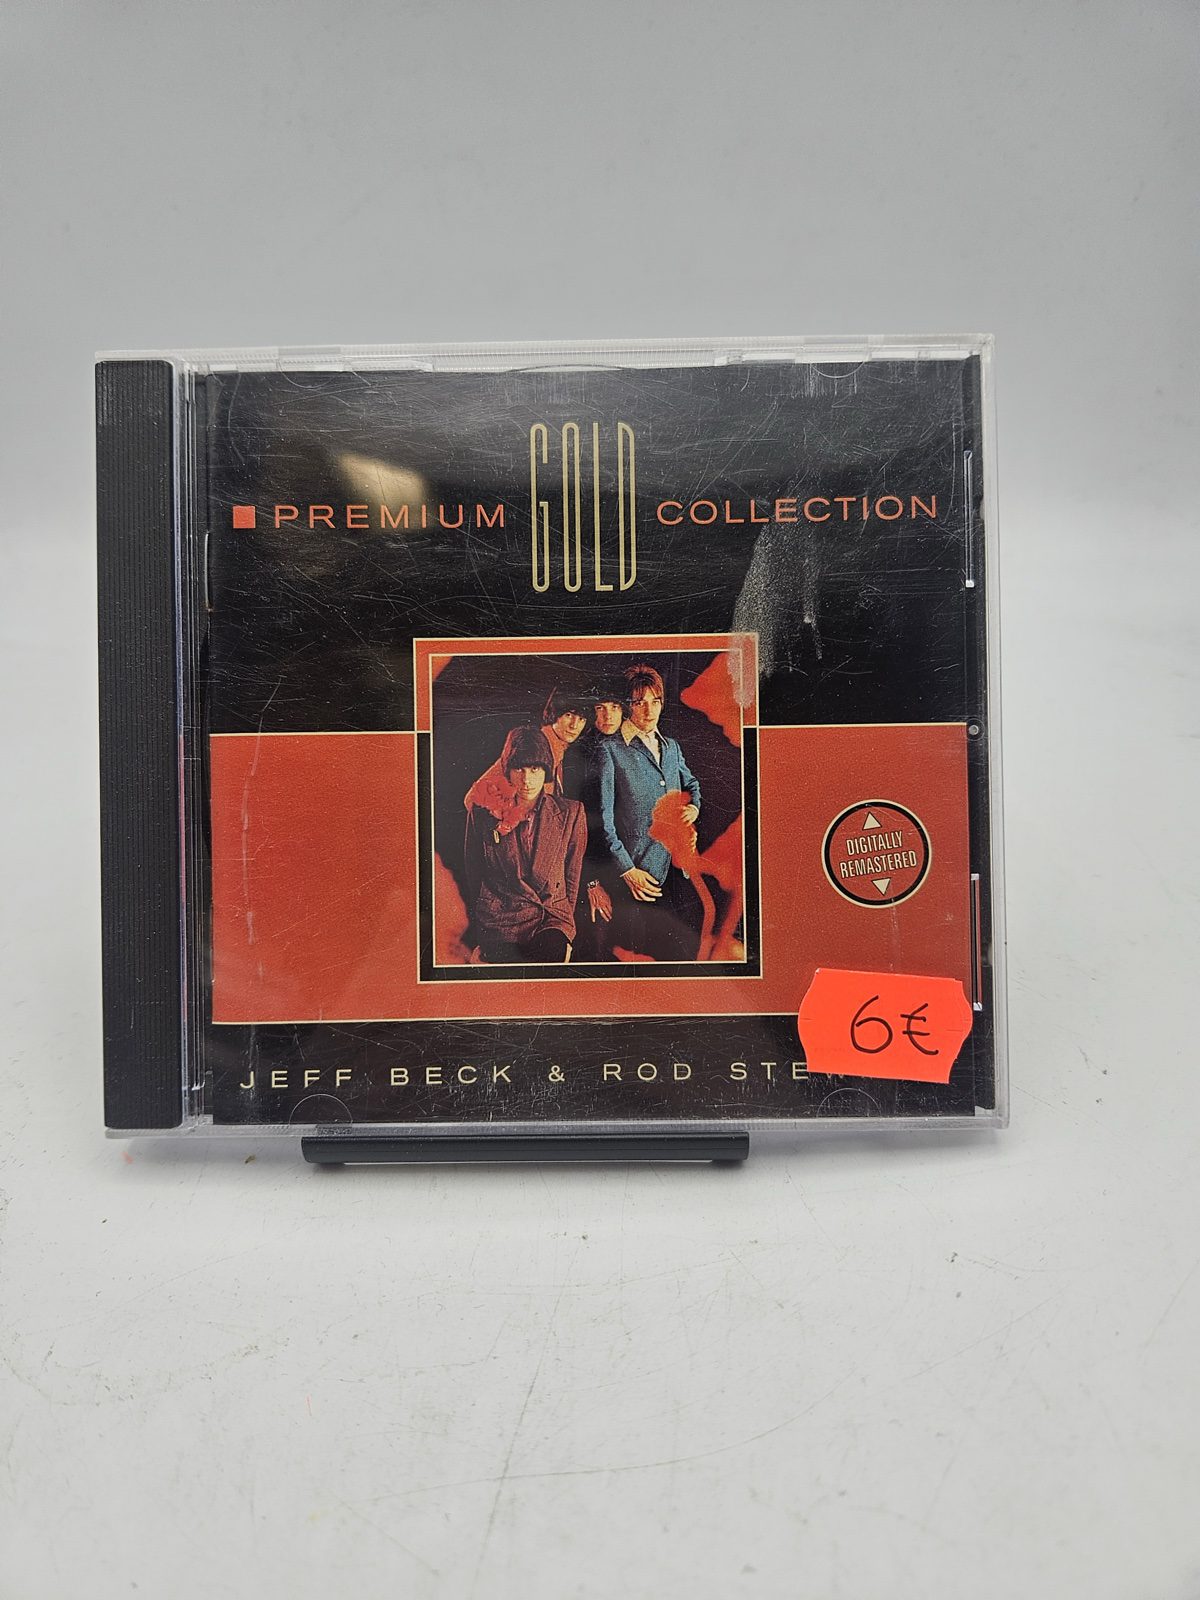 PREMIUM GOLD COLLECTION
DIGITALLY
REMASTERED
6€
JEFF BECK & ROD